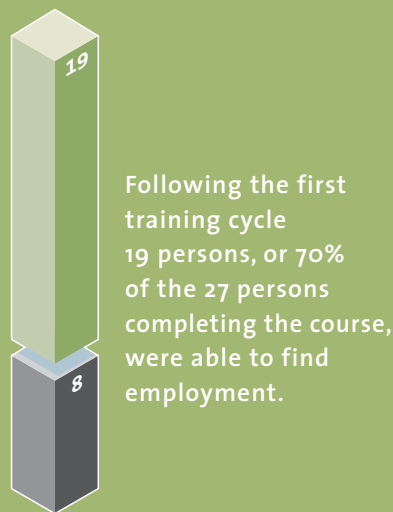 19
Following the first
training cycle
19 persons, or 70%
of the 27 persons
completing the course,
were able to find
employment.
8